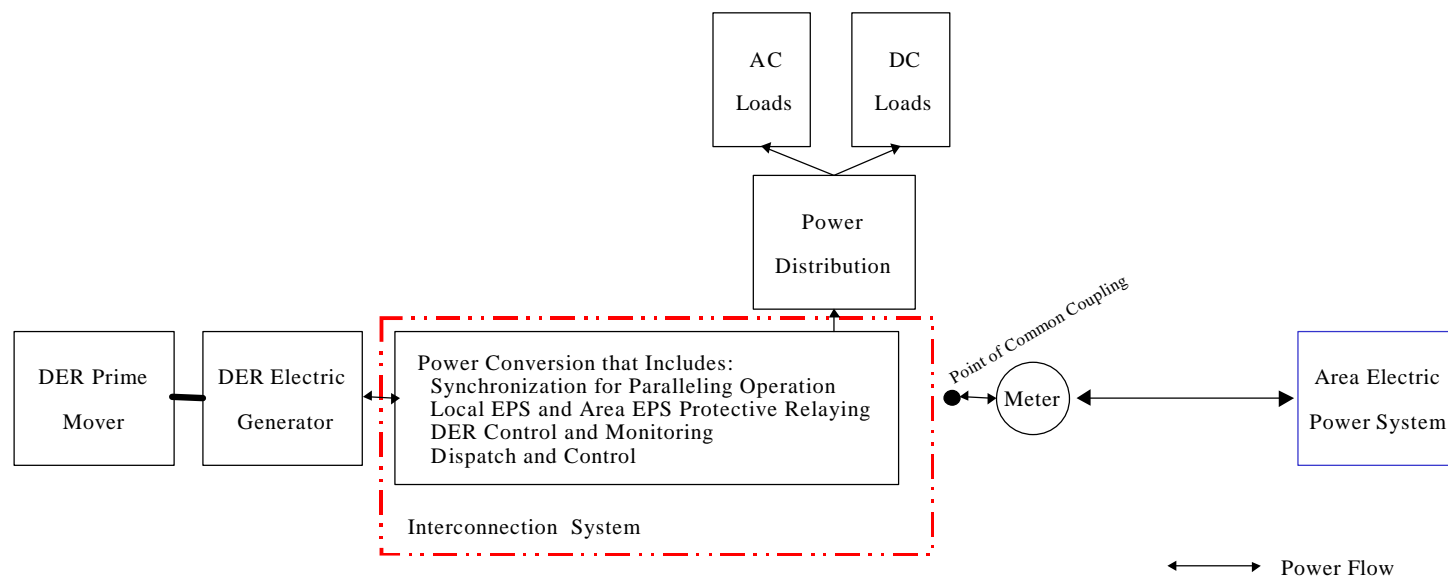 AC
Loads
DC
Loads
Power
Distribution
Point of Common Coupling
DER Prime
Mover
DER Electric
Generator
Power Conversion that Includes:
Synchronization for Paralleling Operation
Local EPS and Area EPS Protective Relaying
DER Control and Monitoring
Dispatch and Control
Interconnection System
Meter
Area Electric
Power System
Power Flow